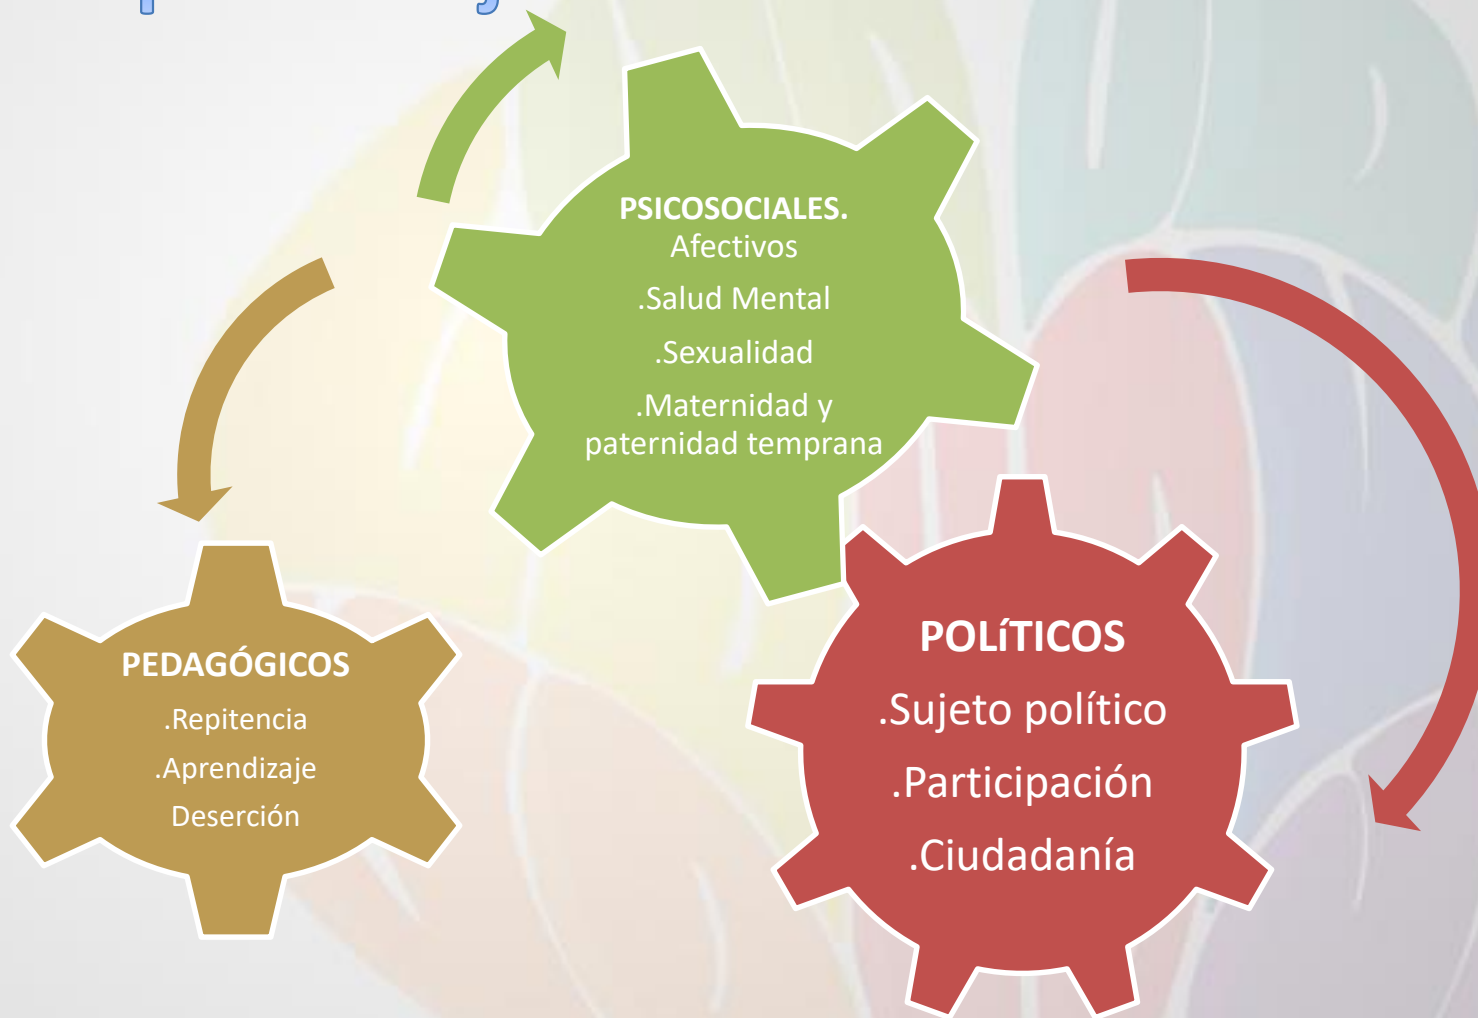 PSICOSOCIALES.
Afectivos
.Salud Mental
.Sexualidad
.Maternidad y
paternidad temprana
PEDAGÓGICOS
.Repitencia
.Aprendizaje
Deserción
POLíTICOS
.Sujeto político
.Participación
.Ciudadanía